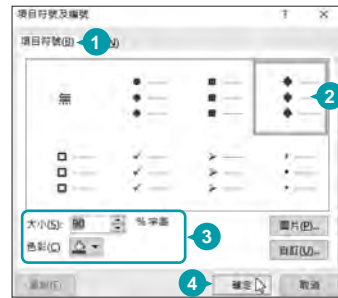 項目符號及編號 ? ×
項目符號(B) 1 N)
無
2
大小(S): 90 %字高
色彩(C)
3
圖片(P)...
自訂(U)...
重設(E)
4 確定 取消